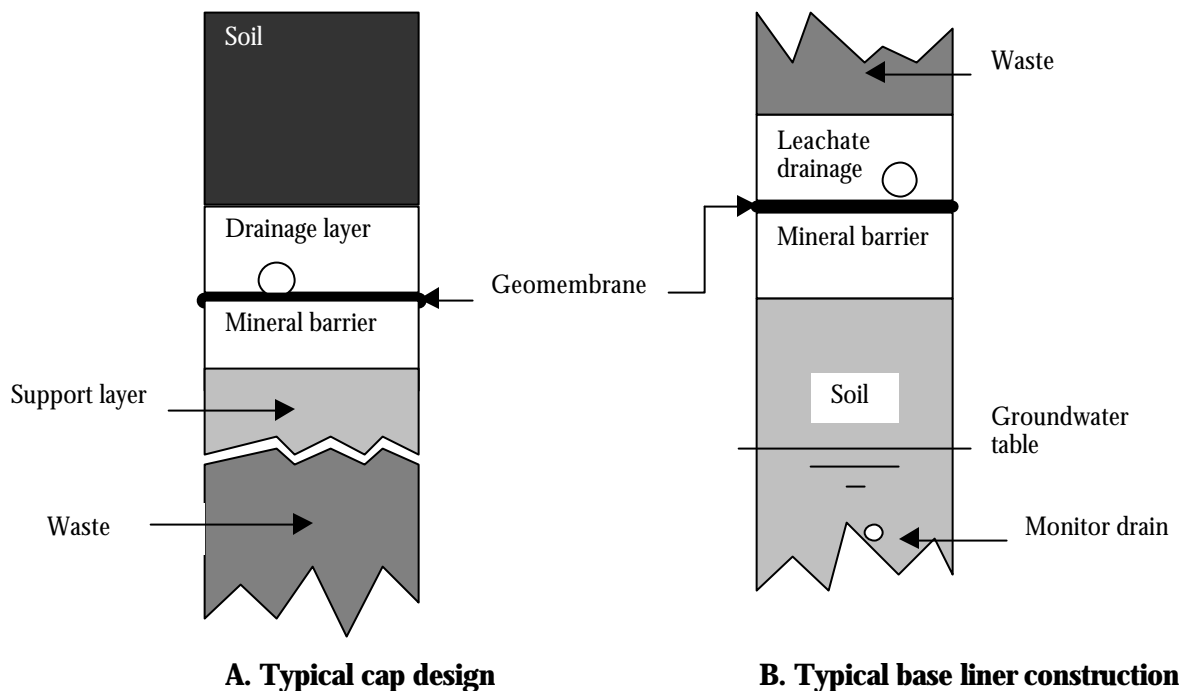 Soil
Drainage layer
Mineral barrier
Support layer
Waste
Geomembrane
Waste
Leachate
drainage
Mineral barrier
Soil
Groundwater
table
Monitor drain
A. Typical cap design
B. Typical base liner construction